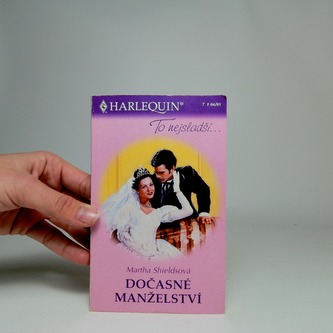 HARLEQUIN®
To nejsladší...
Martha Shieldsová
DOČASNÉ
MANŽELSTVÍ